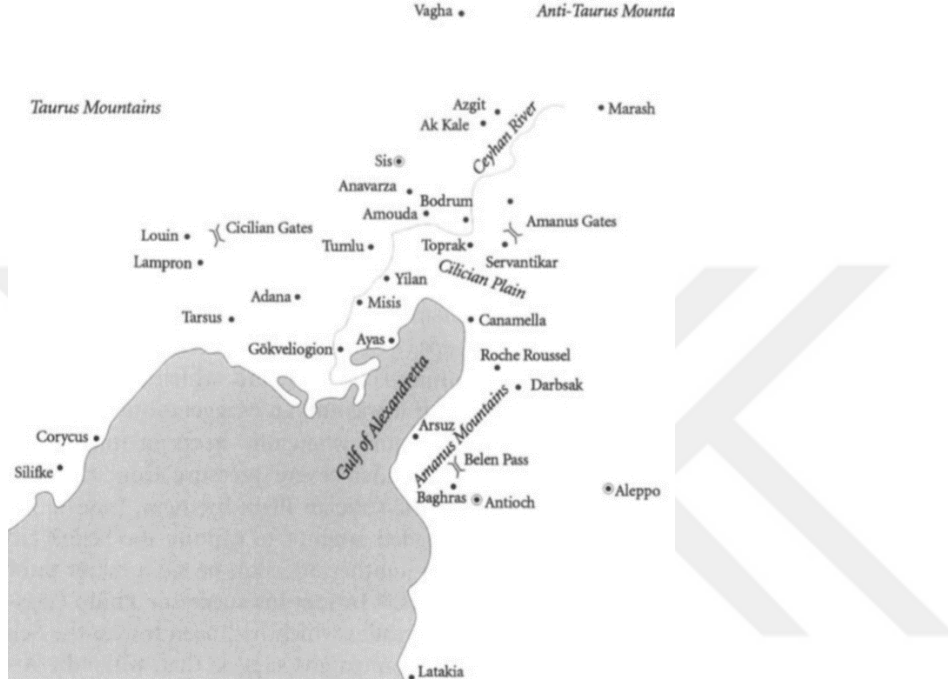 Vagha
Anti-Taurus Mounta
Taurus Mountains
Azgit
Marash
Ak Kale
Ceyhan River
Sis
Anavarza
Bodrum
Amouda
Amanus Gates
Cicilian Gates
Louin
Tumlu
Toprak
Lampron
Servantikar
Cilician Plain
Yilan
Adana
Misis
Tarsus
Canamella
Ayas
Gökveliogion
Roche Roussel
Darbsak
Gulf of Alexandretta
Amanus Mountains
Arsuz
Corycus
Belen Pass
Silifke
Baghras
Antioch
Aleppo
Latakia